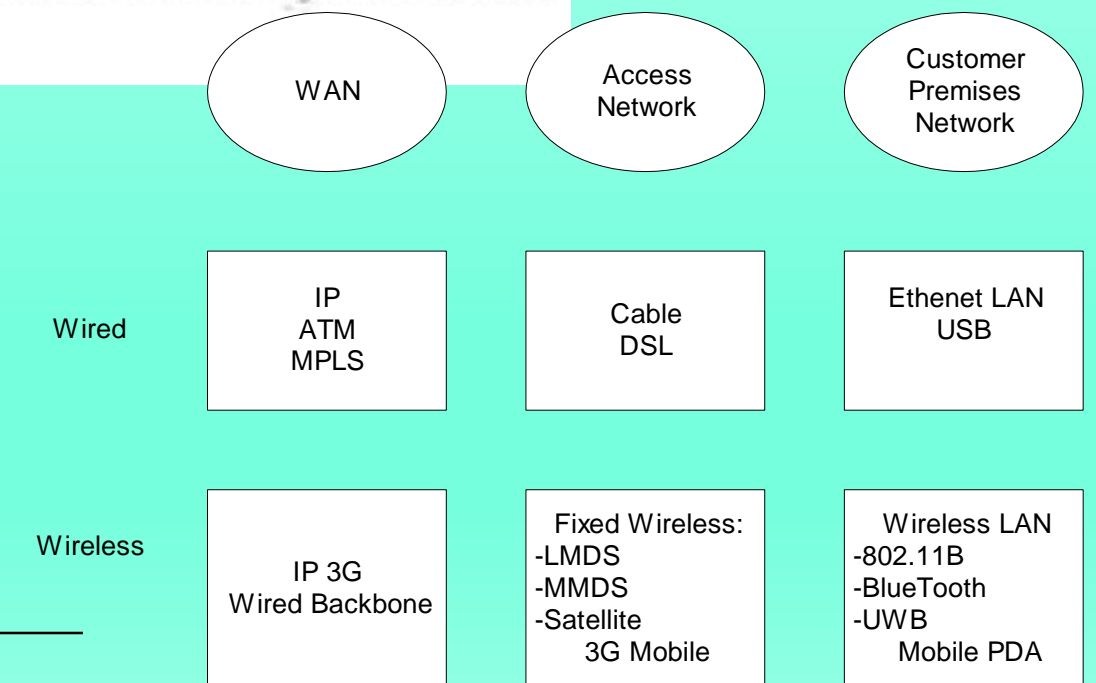 WAN
Access
Network
Customer
Premises
Network
Wired
IP
ATM
MPLS
Cable
DSL
Ethenet LAN
USB
Wireless
IP 3G
Wired Backbone
Fixed Wireless:
-LMDS
-MMDS
-Satellite
3G Mobile
Wireless LAN
-802.11B
-BlueTooth
-UWB
Mobile PDA